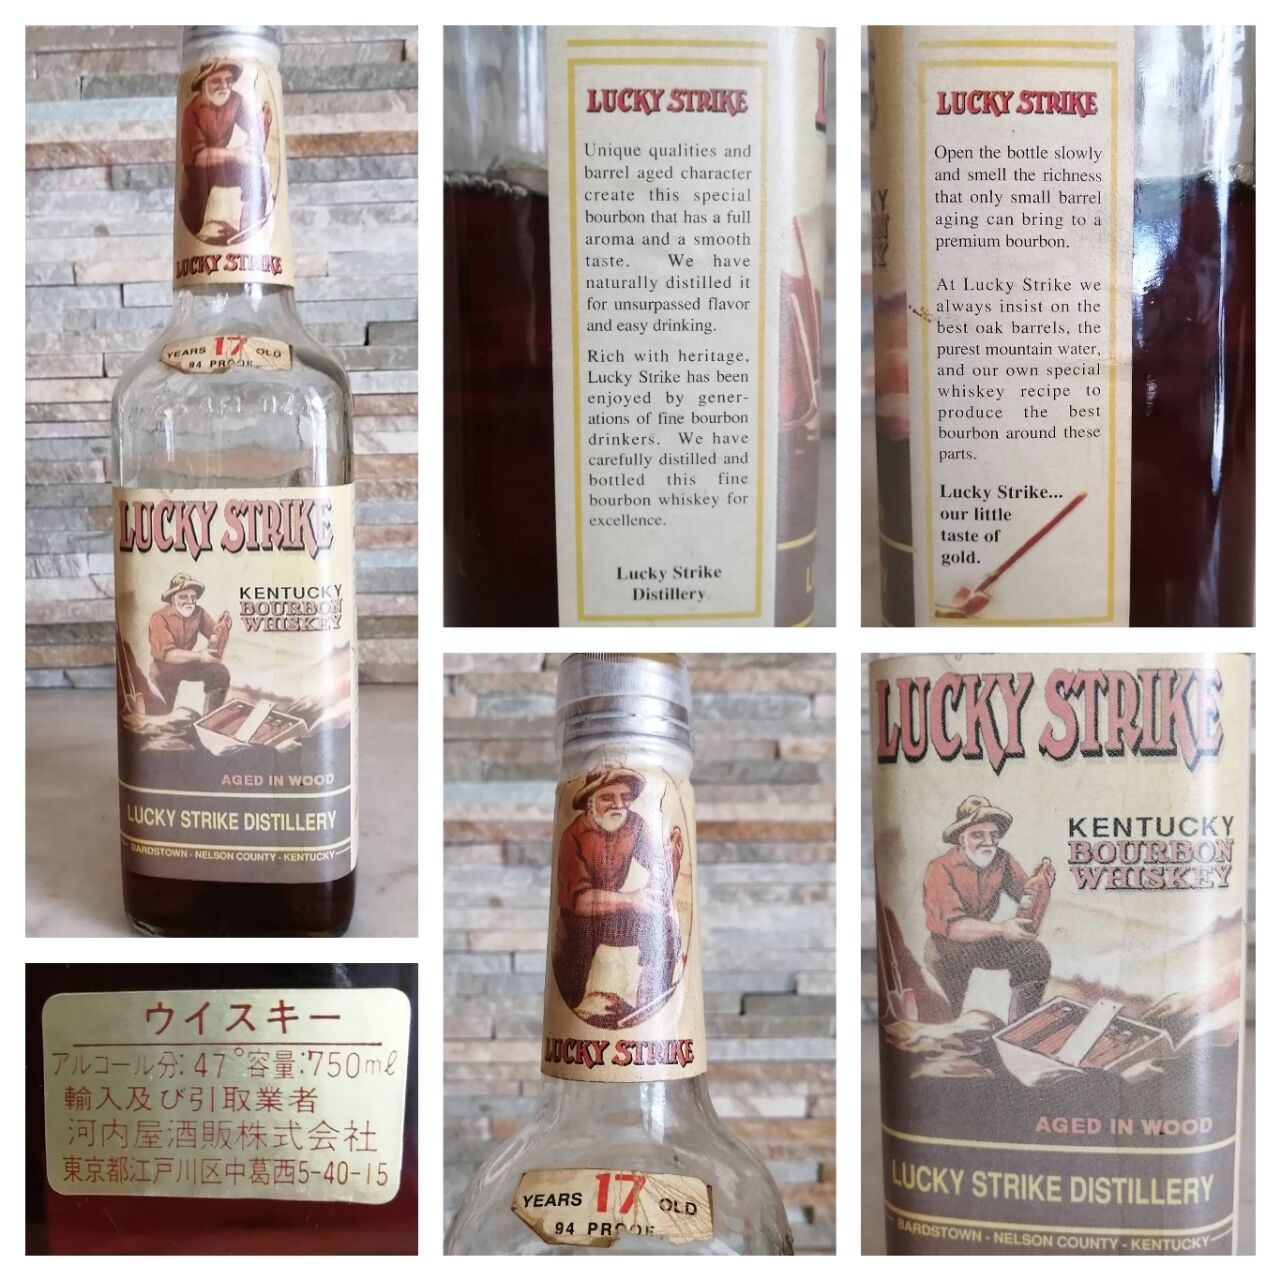 LUCKY STRIKE
YEARS 17 OLD
94 PROOF
LUCKY STRIKE
KENTUCKY
BOURBON
WHISKEY
AGED IN WOOD
LUCKY STRIKE DISTILLERY
BARDSTOWN - NELSON COUNTY - KENTUCKY
LUCKY STRIKE
Unique qualities and
barrel aged character
create this special
bourbon that has a full
aroma and a smooth
taste. We have
naturally distilled it
for unsurpassed flavor
and easy drinking.
Rich with heritage,
Lucky Strike has been
enjoyed by gener-
ations of fine bourbon
drinkers. We have
carefully distilled and
bottled this fine
bourbon whiskey for
excellence.
Lucky Strike
Distillery
LUCKY STRIKE
Open the bottle slowly
and smell the richness
that only small barrel
aging can bring to a
premium bourbon.
At Lucky Strike we
always insist on the
best oak barrels, the
purest mountain water,
and our own special
whiskey recipe to
produce the best
bourbon around these
parts.
Lucky Strike...
our little
taste of
gold.
ウイスキー
アルコール分:47°容量:750mℓ
輸入及び引取業者
河内屋酒販株式会社
東京都江戸川区中葛西5-40-15
LUCKY STRIKE
YEARS 17 OLD
94 PROOF
LUCKY STRIKE
KENTUCKY
BOURBON
WHISKEY
AGED IN WOOD
LUCKY STRIKE DISTILLERY
BARDSTOWN - NELSON COUNTY - KENTUCKY